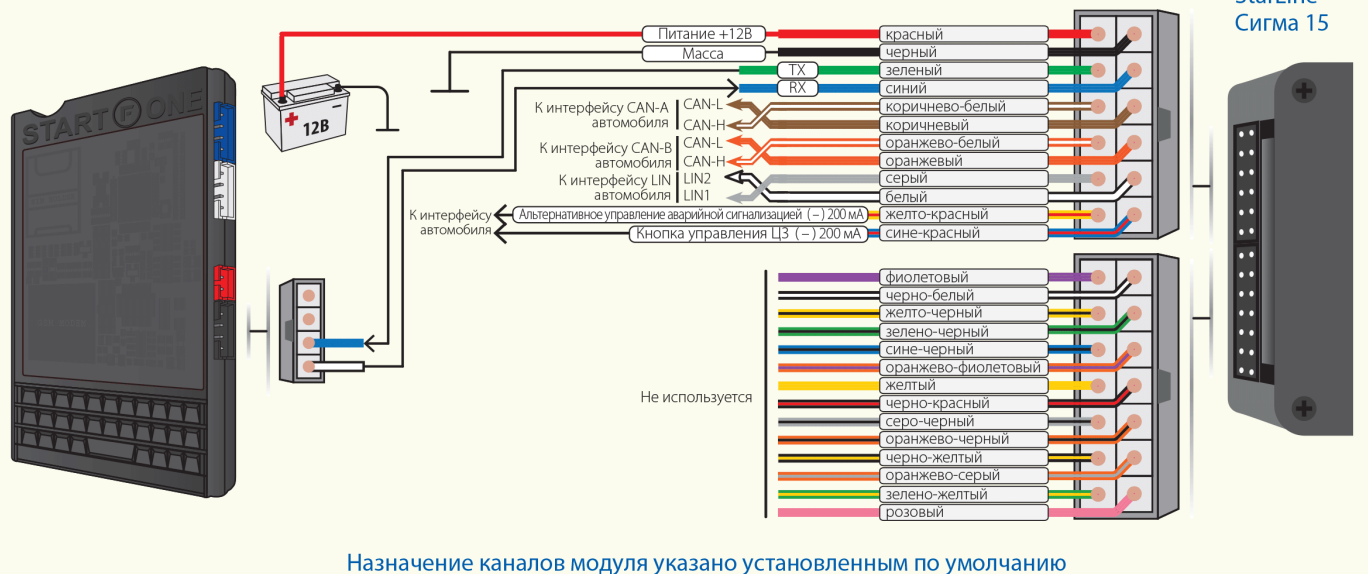 StarLine
Сигма 15
START F ONE
12В
Питание +12В
красный
Масса
черный
TX
зеленый
RX
синий
К интерфейсу CAN-A
автомобиля
CAN-L
коричнево-белый
CAN-H
коричневый
К интерфейсу CAN-B
автомобиля
CAN-L
оранжево-белый
CAN-H
оранжевый
К интерфейсу LIN
автомобиля
LIN2
серый
LIN1
белый
К интерфейсу
автомобиля
Альтернативное управление аварийной сигнализацией (–) 200 мА
желто-красный
Кнопка управления ЦЗ (–) 200 мА
сине-красный
Не используется
фиолетовый
черно-белый
желто-черный
зелено-черный
сине-черный
оранжево-фиолетовый
желтый
черно-красный
серо-черный
оранжево-черный
черно-желтый
оранжево-серый
зелено-желтый
розовый
Назначение каналов модуля указано установленным по умолчанию